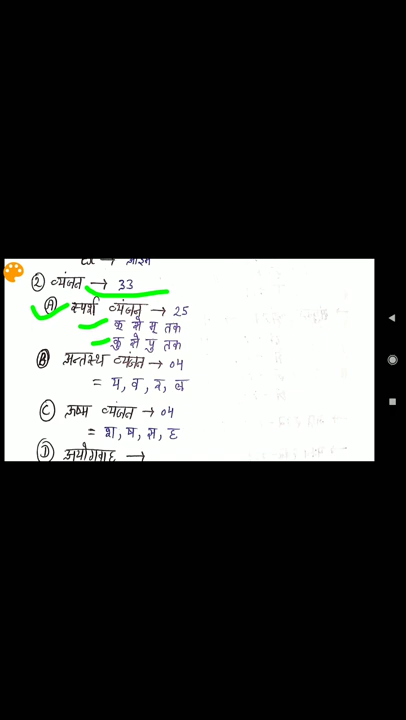 ② व्यंजन → 33
Ⓐ स्पर्श व्यंजन → 25
क् से म् तक
कु से पु तक
Ⓑ अन्तस्थ व्यंजन → 04
= य, व, र, ल
Ⓒ ऊष्म व्यंजन → 04
= श, ष, स, ह
Ⓓ अयोगवाह →